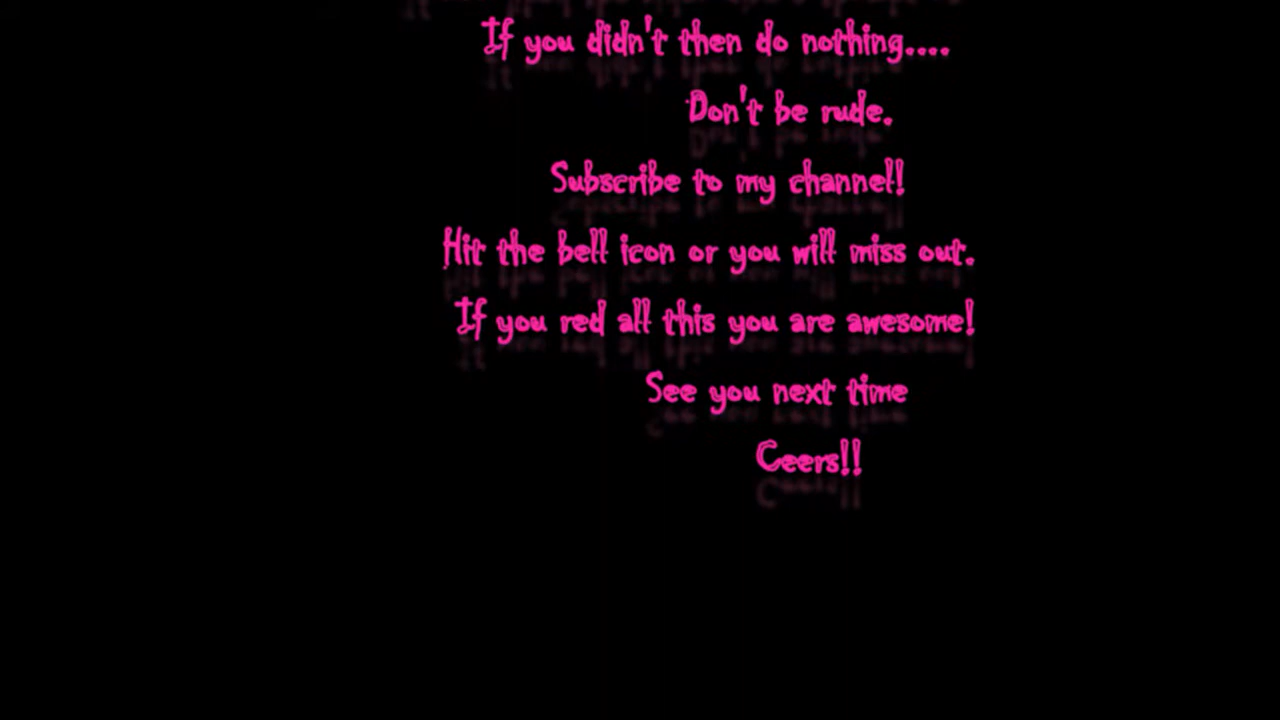 If you didn't then do nothing....
Don't be rude.
Subscribe to my channel!
Hit the bell icon or you will miss out.
If you red all this you are awesome!
See you next time
Ceers!!